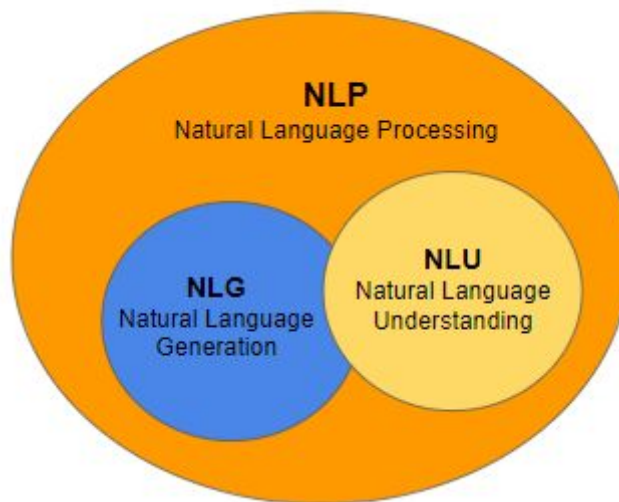 NLP
Natural Language Processing
NLG
Natural Language
Generation
NLU
Natural Language
Understanding